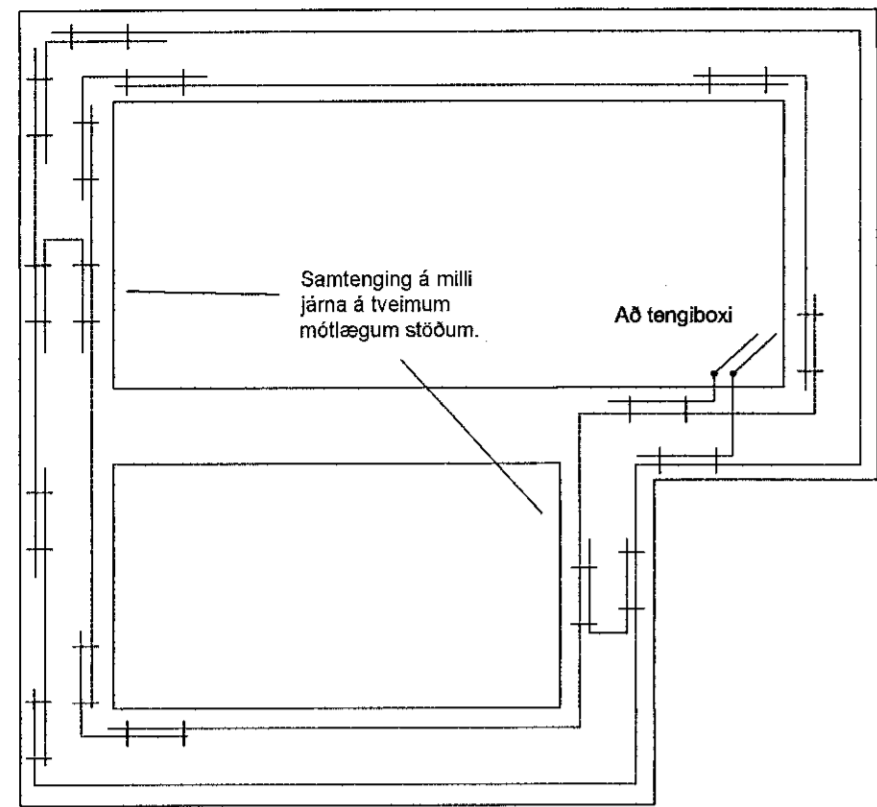 Samtenging á milli
járna á tveimum
mótlægum stöðum.
Að tengiboxi